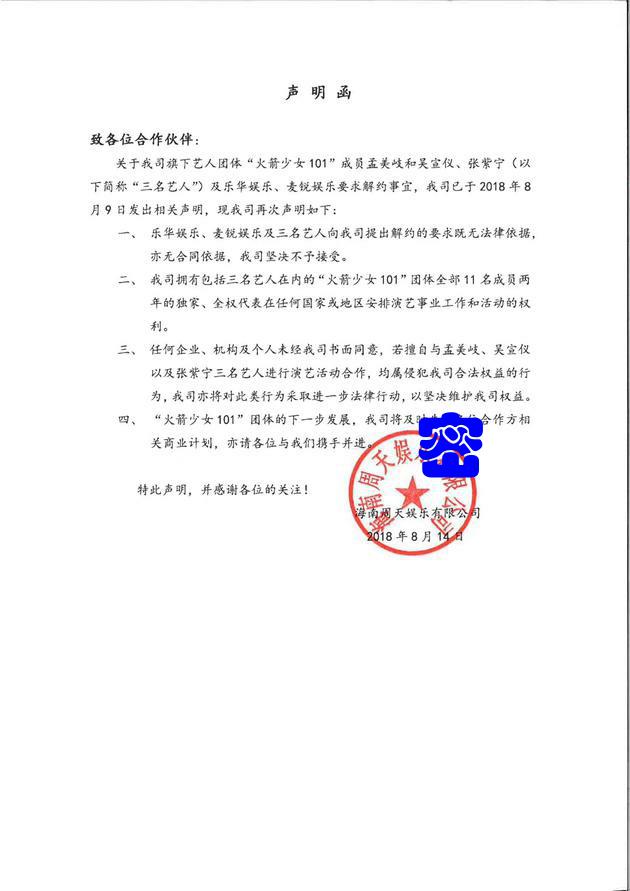 声 明 函
致各位合作伙伴：
关于我司旗下艺人团体“火箭少女101”成员孟美岐和吴宣仪、张紫宁（以
下简称“三名艺人”）及乐华娱乐、麦锐娱乐要求解约事宜，我司已于2018年8
月9日发出相关声明，现我司再次声明如下：
一、 乐华娱乐、麦锐娱乐及三名艺人向我司提出解约的要求既无法律依据，
亦无合同依据，我司坚决不予接受。
二、 我司拥有包括三名艺人在内的“火箭少女101”团体全部11名成员两
年的独家、全权代表在任何国家或地区安排演艺事业工作和活动的权
利。
三、 任何企业、机构及个人未经我司书面同意，若擅自与孟美岐、吴宣仪
以及张紫宁三名艺人进行演艺活动合作，均属侵犯我司合法权益的行
为，我司亦将对此类行为采取进一步法律行动，以坚决维护我司权益。
四、 “火箭少女101”团体的下一步发展，我司将及时 位合作方相
关商业计划，亦请各位与我们携手并进。
特此声明，并感谢各位的关注！
海南周天娱 限公司
海南周天娱乐有限公司
2018年8月14日